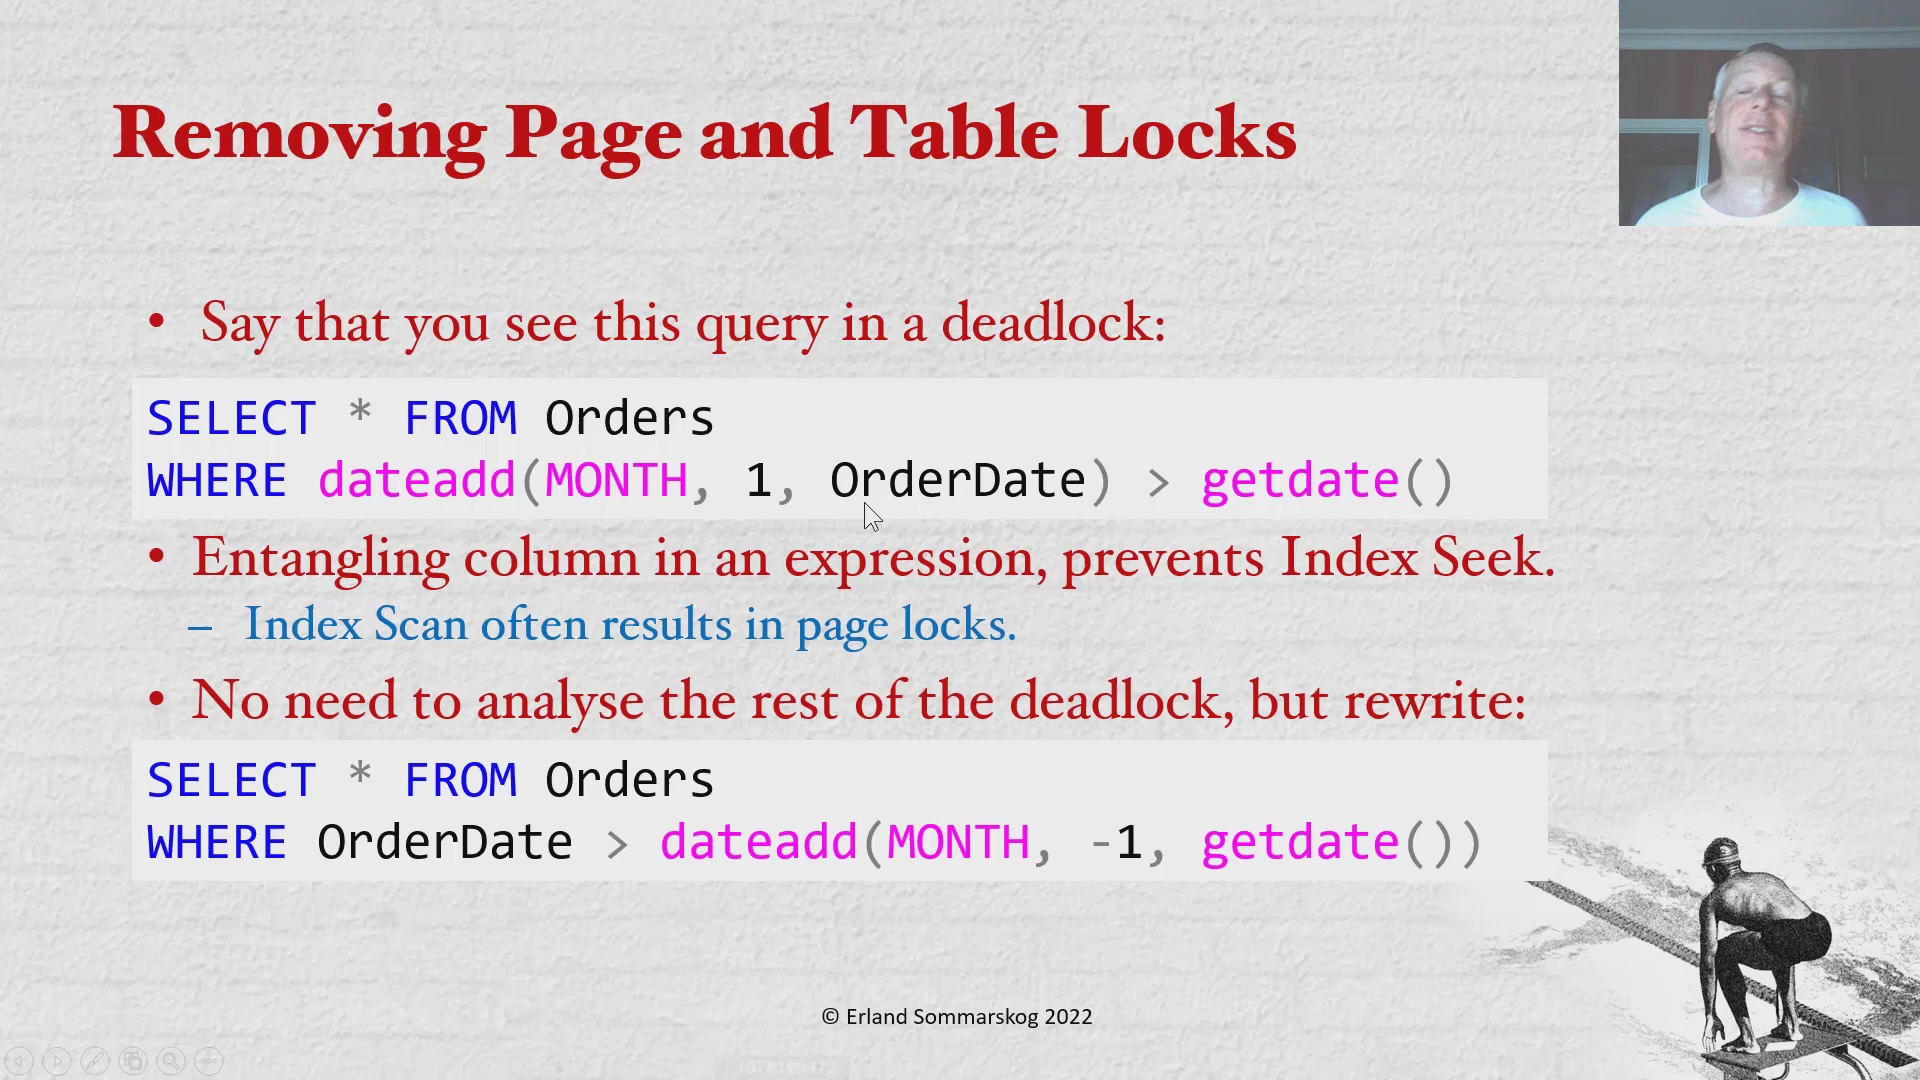 Removing Page and Table Locks
• Say that you see this query in a deadlock:
SELECT * FROM Orders
WHERE dateadd(MONTH, 1, OrderDate) > getdate()
• Entangling column in an expression, prevents Index Seek.
– Index Scan often results in page locks.
• No need to analyse the rest of the deadlock, but rewrite:
SELECT * FROM Orders
WHERE OrderDate > dateadd(MONTH, -1, getdate())
© Erland Sommarskog 2022